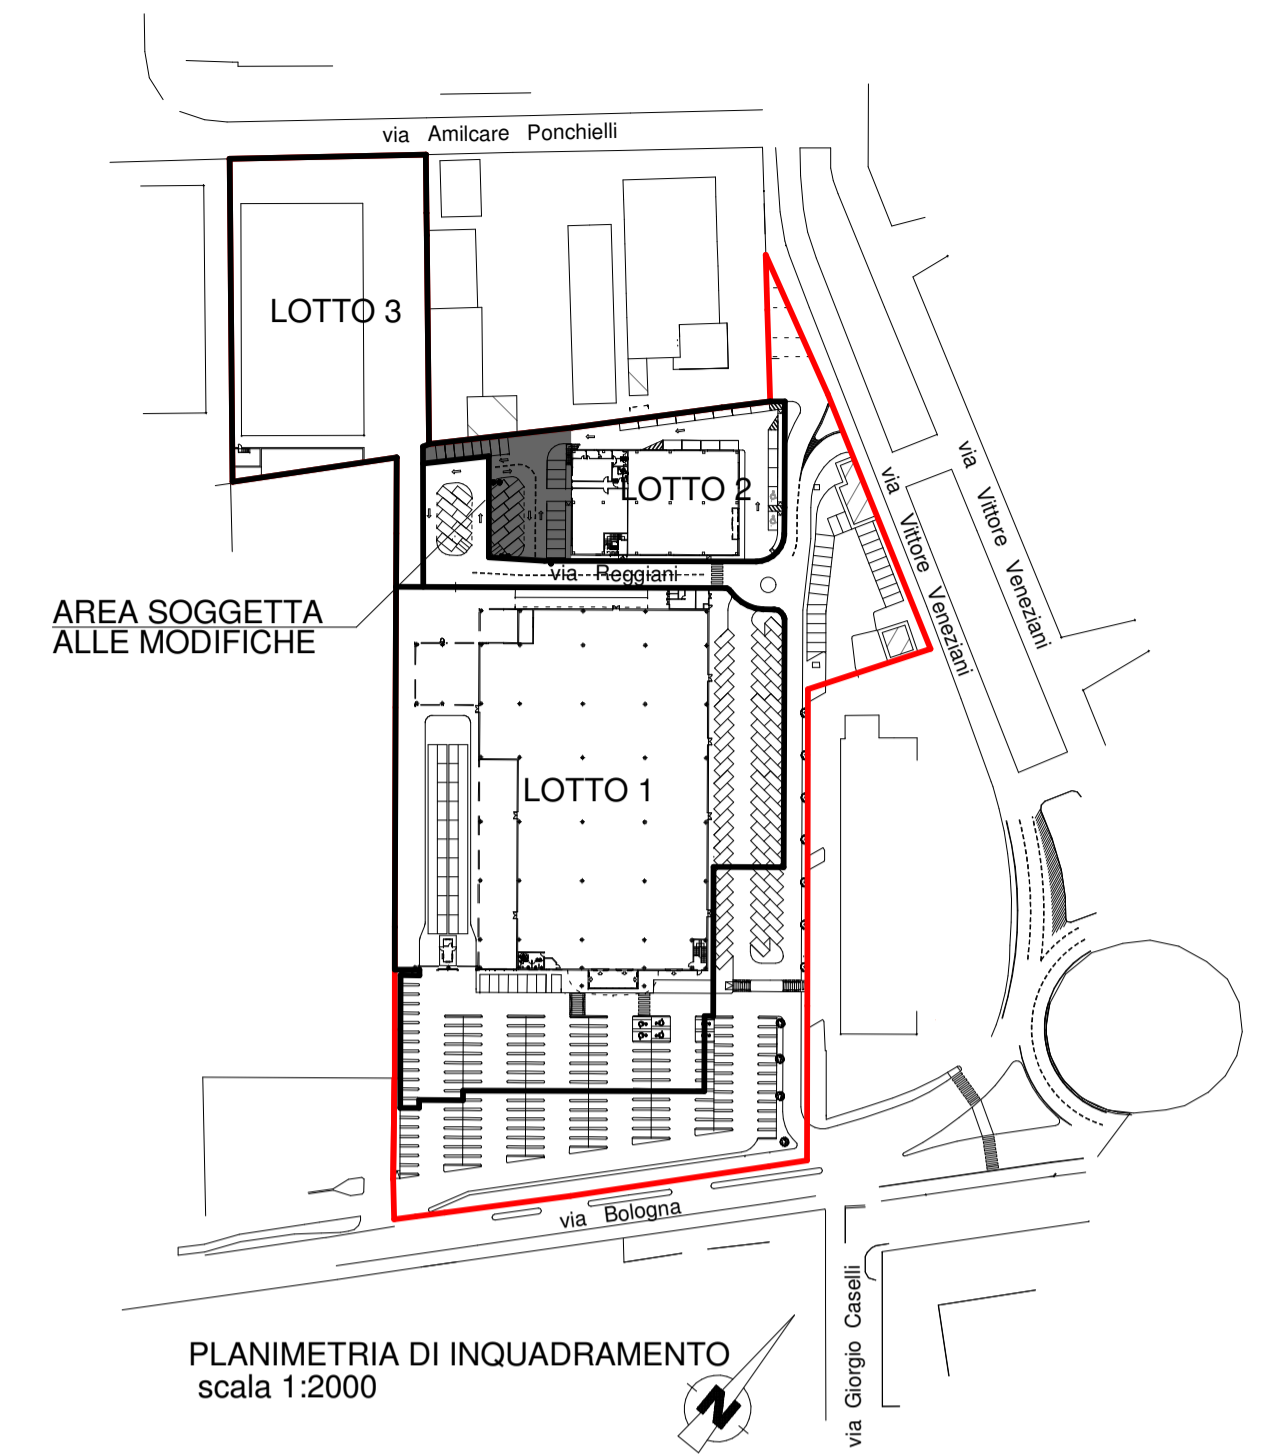 via Amilcare Ponchielli
LOTTO 3
LOTTO 2
via Vittore Veneziani
via Vittore Veneziani
via Reggiani
AREA SOGGETTA
ALLE MODIFICHE
LOTTO 1
via Bologna
via Giorgio Caselli
PLANIMETRIA DI INQUADRAMENTO
scala 1:2000
N